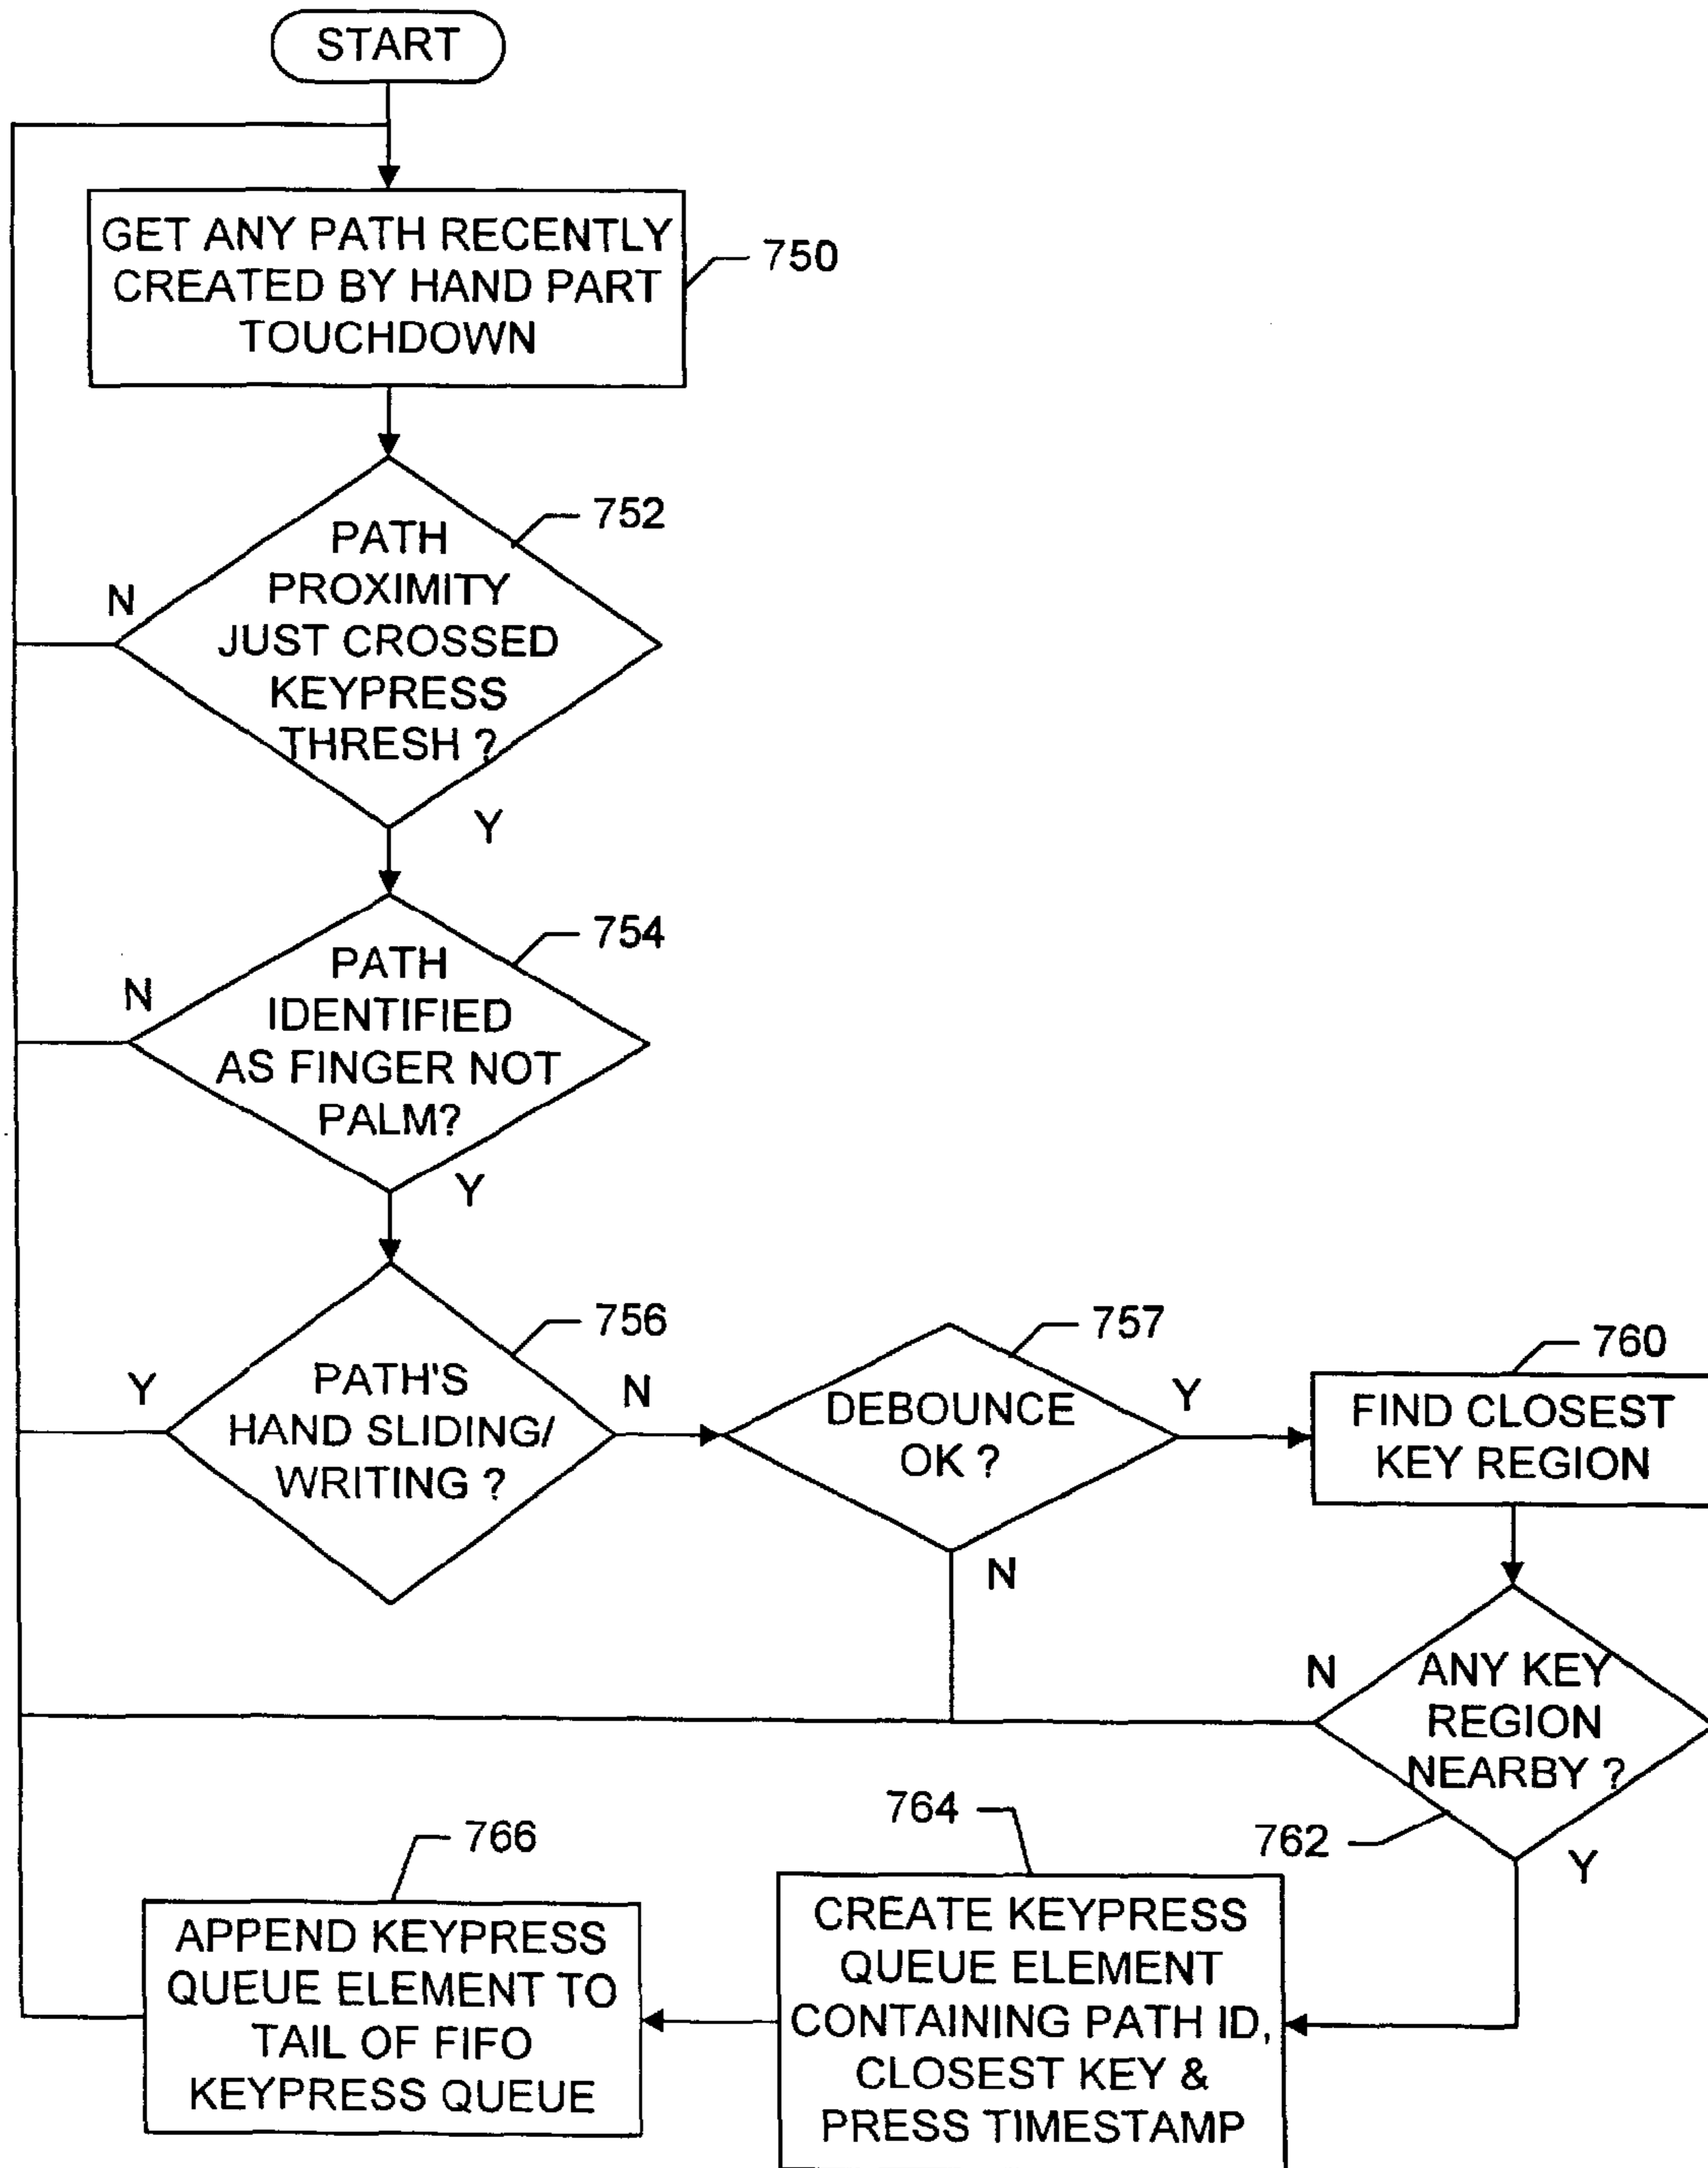 START
GET ANY PATH RECENTLY
CREATED BY HAND PART
TOUCHDOWN
750
752
PATH
PROXIMITY
JUST CROSSED
KEYPRESS
THRESH ?
N
Y
754
PATH
IDENTIFIED
AS FINGER NOT
PALM?
N
Y
756
PATH'S
HAND SLIDING/
WRITING ?
Y
N
757
DEBOUNCE
OK ?
Y
N
760
FIND CLOSEST
KEY REGION
ANY KEY
REGION
NEARBY ?
N
762
Y
764
CREATE KEYPRESS
QUEUE ELEMENT
CONTAINING PATH ID,
CLOSEST KEY &
PRESS TIMESTAMP
766
APPEND KEYPRESS
QUEUE ELEMENT TO
TAIL OF FIFO
KEYPRESS QUEUE